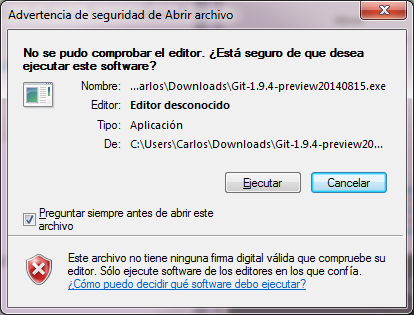 Advertencia de seguridad de Abrir archivo
No se pudo comprobar el editor. ¿Está seguro de que desea
ejecutar este software?
Nombre: ...arlos\Downloads\Git-1.9.4-preview20140815.exe
Editor: Editor desconocido
Tipo: Aplicación
De: C:\Users\Carlos\Downloads\Git-1.9.4-preview20...
Ejecutar Cancelar
Preguntar siempre antes de abrir este
archivo
Este archivo no tiene ninguna firma digital válida que compruebe su
editor. Sólo ejecute software de los editores en los que confía.
¿Cómo puedo decidir qué software debo ejecutar?